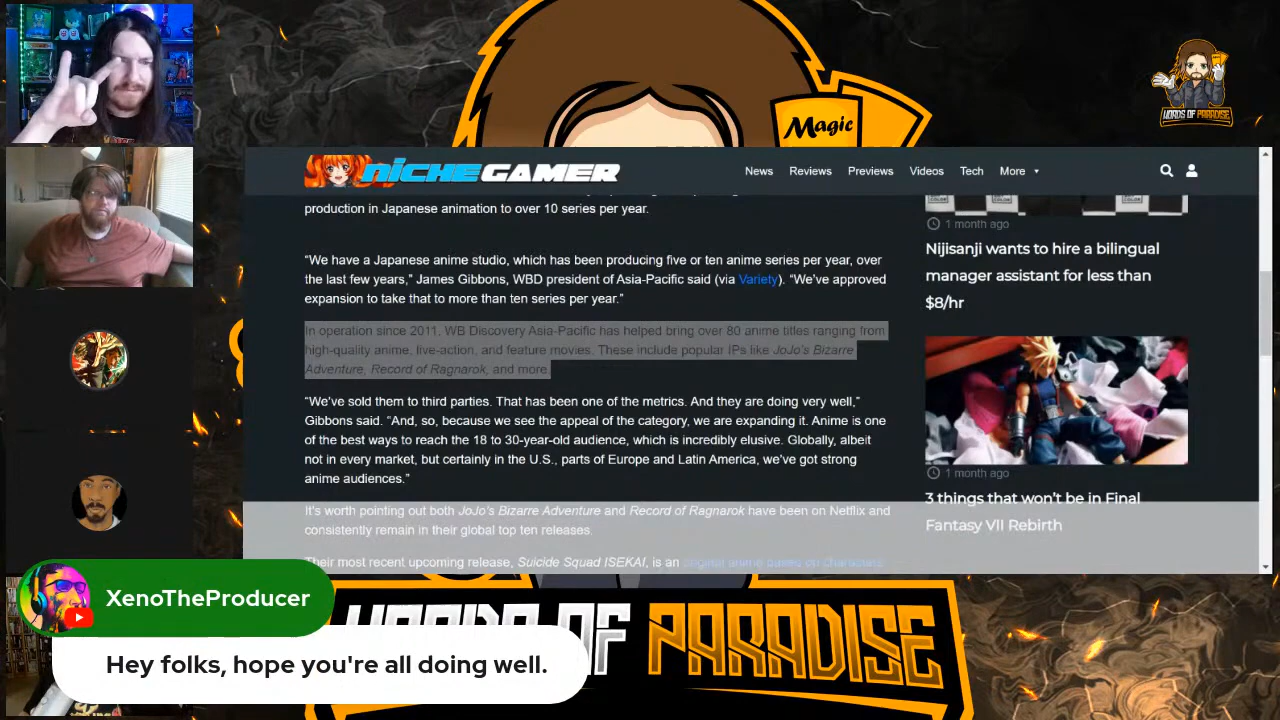 Magic
WORDS OF PARADISE
NICHEGAMER
News
Reviews
Previews
Videos
Tech
More
production in Japanese animation to over 10 series per year.
“We have a Japanese anime studio, which has been producing five or ten anime series per year, over
the last few years,” James Gibbons, WBD president of Asia-Pacific said (via Variety). “We’ve approved
expansion to take that to more than ten series per year.”
In operation since 2011, WB Discovery Asia-Pacific has helped bring over 80 anime titles ranging from
high-quality anime, live-action, and feature movies. These include popular IPs like JoJo’s Bizarre
Adventure, Record of Ragnarok, and more.
“We’ve sold them to third parties. That has been one of the metrics. And they are doing very well,”
Gibbons said. “And, so, because we see the appeal of the category, we are expanding it. Anime is one
of the best ways to reach the 18 to 30-year-old audience, which is incredibly elusive. Globally, albeit
not in every market, but certainly in the U.S., parts of Europe and Latin America, we’ve got strong
anime audiences.”
It's worth pointing out both JoJo’s Bizarre Adventure and Record of Ragnarok have been on Netflix and
consistently remain in their global top ten releases.
Their most recent upcoming release, Suicide Squad ISEKAI, is an original anime based on characters
1 month ago
Nijisanji wants to hire a bilingual
manager assistant for less than
$8/hr
1 month ago
3 things that won’t be in Final
Fantasy VII Rebirth
XenoTheProducer
Hey folks, hope you're all doing well.
OF PARADISE